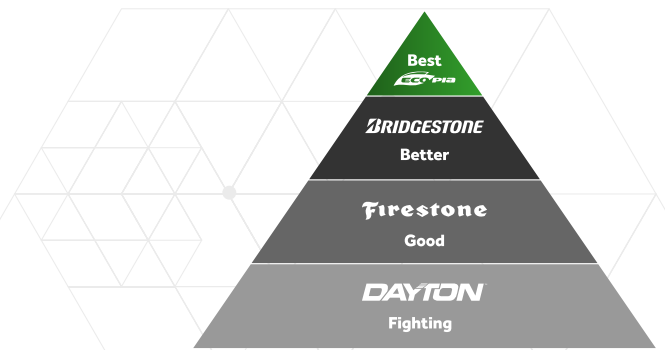 Best
ECOPIA
BRIDGESTONE
Better
Firestone
Good
DAYTON
Fighting